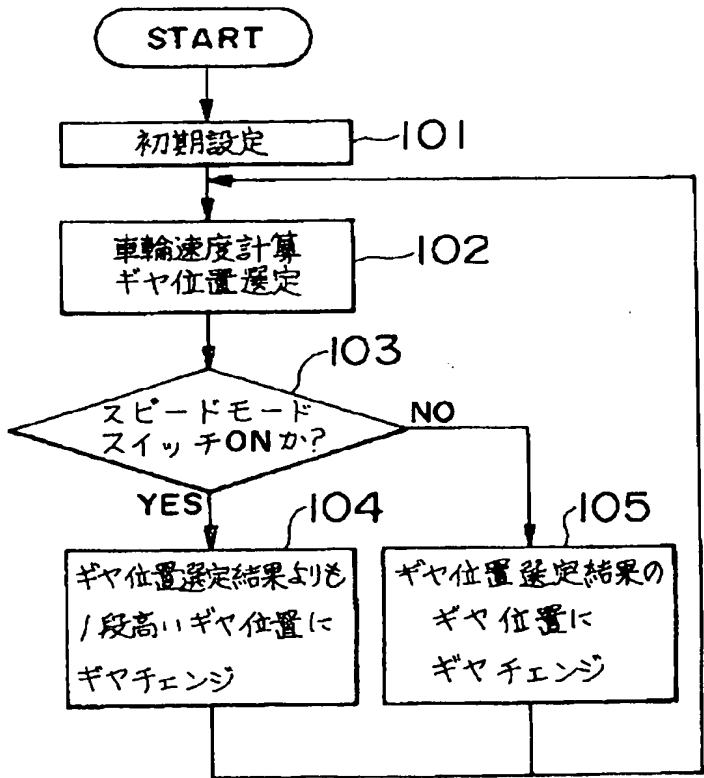 START
初期設定
101
車輪速度計算
ギヤ位置選定
102
103
スピードモード
スイッチONか?
NO
YES
104
105
ギヤ位置選定結果よりも
1段高いギヤ位置に
ギヤチェンジ
ギヤ位置選定結果の
ギヤ位置に
ギヤチェンジ